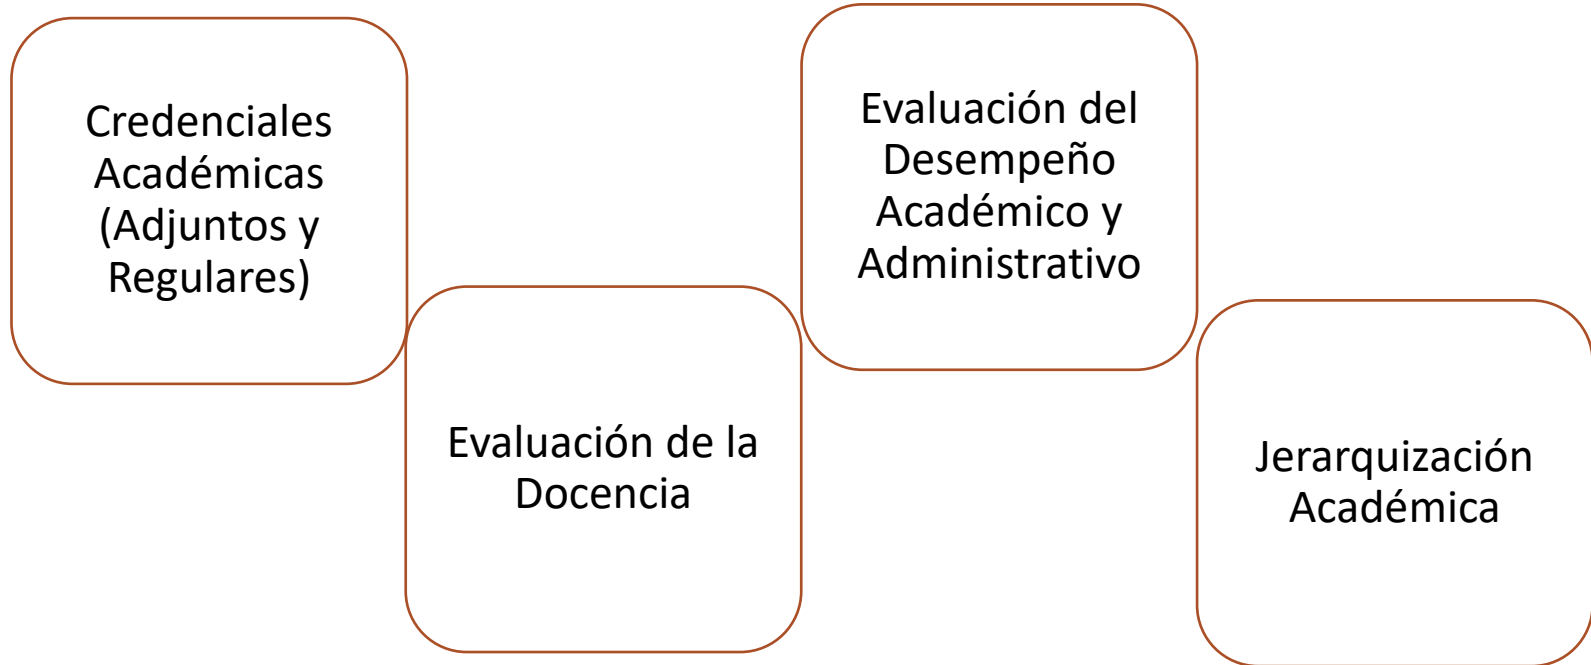 Credenciales
Académicas
(Adjuntos y
Regulares)
Evaluación de la
Docencia
Evaluación del
Desempeño
Académico y
Administrativo
Jerarquización
Académica